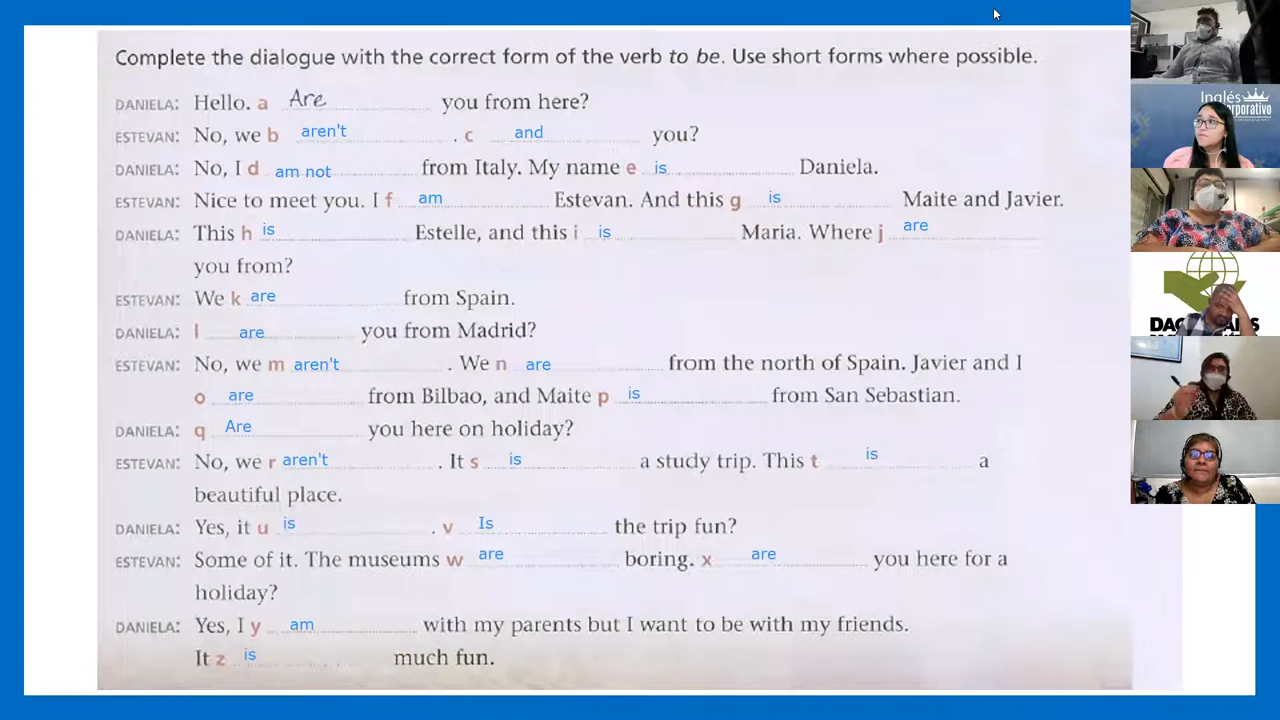 Complete the dialogue with the correct form of the verb to be. Use short forms where possible.
DANIELA: Hello. a Are you from here?
ESTEVAN: No, we b aren't . c and you?
DANIELA: No, I d am not from Italy. My name e is Daniela.
ESTEVAN: Nice to meet you. I f am Estevan. And this g is Maite and Javier.
DANIELA: This h is Estelle, and this i is Maria. Where j are
you from?
ESTEVAN: We k are from Spain.
DANIELA: l are you from Madrid?
ESTEVAN: No, we m aren't . We n are from the north of Spain. Javier and I
o are from Bilbao, and Maite p is from San Sebastian.
DANIELA: q Are you here on holiday?
ESTEVAN: No, we r aren't . It s is a study trip. This t is a
beautiful place.
DANIELA: Yes, it u is . v Is the trip fun?
ESTEVAN: Some of it. The museums w are boring. x are you here for a
holiday?
DANIELA: Yes, I y am with my parents but I want to be with my friends.
It z is much fun.
Inglés